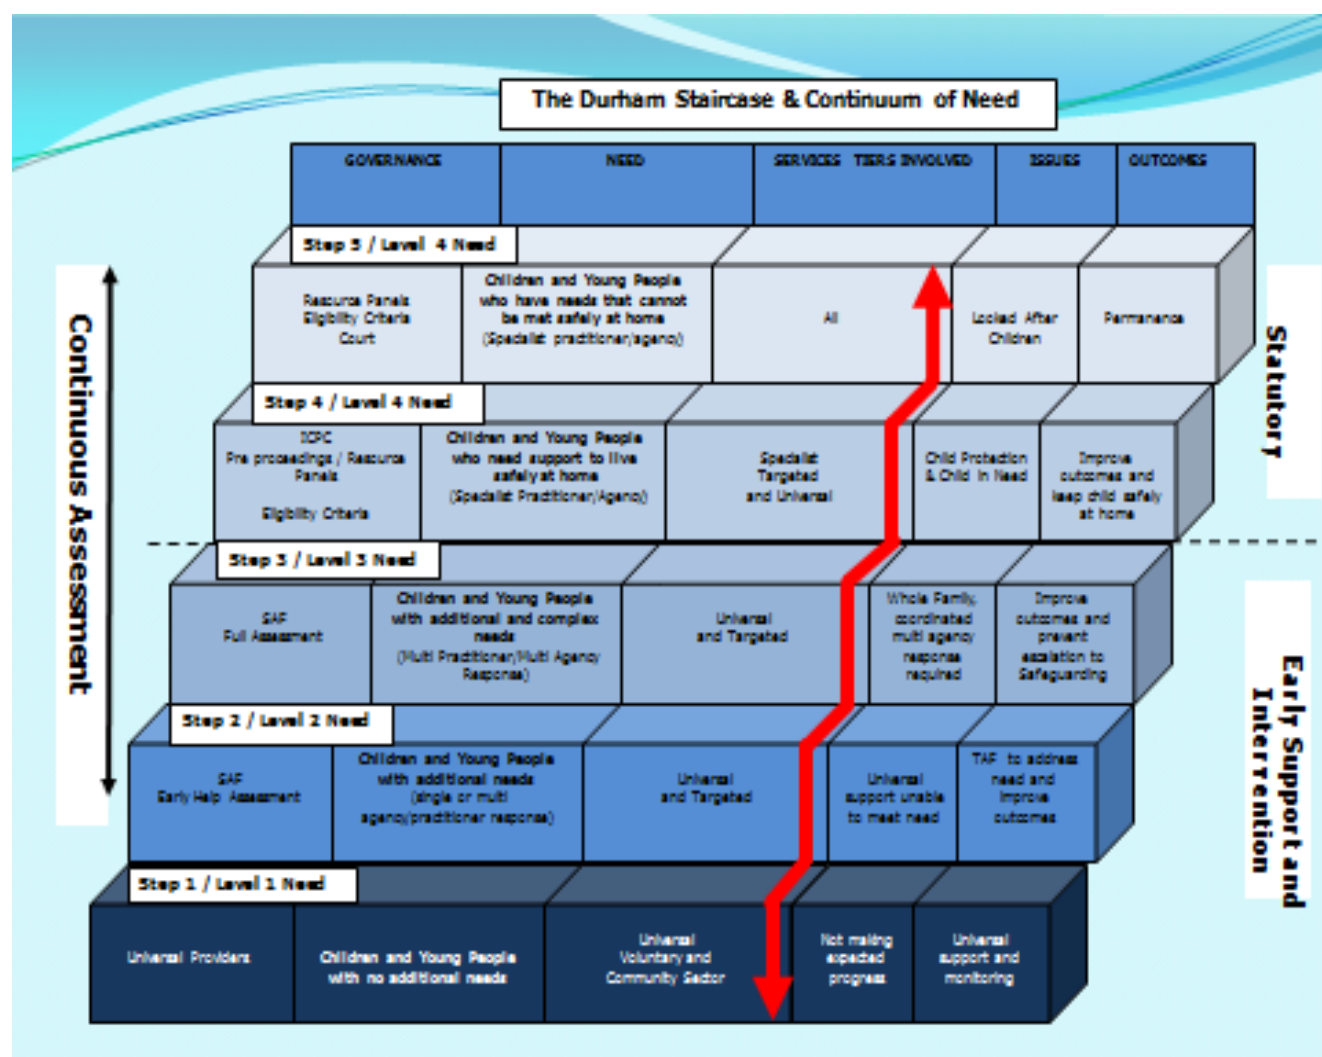 The Durham Staircase & Continuum of Need
GOVERNANCE
NEED
SERVICES TIERS INVOLVED
ISSUES
OUTCOMES
Step 5 / Level 4 Need
Resource Panels
Eligibility Criteria
Court
Children and Young People
who have needs that cannot
be met safely at home
(Specialist practitioner/agency)
All
Looked After
Children
Permanence
Step 4 / Level 4 Need
ICPC
Pre proceedings / Resource
Panels
Eligibility Criteria
Children and Young People
who need support to live
safely at home
(Specialist Practitioner/Agency)
Specialist
Targeted
and Universal
Child Protection
& Child in Need
Improve
outcomes and
keep child safely
at home
Step 3 / Level 3 Need
SAF
Full Assessment
Children and Young People
with additional and complex
needs
(Multi Practitioner/Multi Agency
Response)
Universal
and Targeted
Whole Family,
coordinated
multi agency
response
required
Improve
outcomes and
prevent
escalation to
Safeguarding
Step 2 / Level 2 Need
SAF
Early Help Assessment
Children and Young People
with additional needs
(single or multi
agency/practitioner response)
Universal
and Targeted
Universal
support unable
to meet need
TAF to address
need and
improve
outcomes
Step 1 / Level 1 Need
Universal Providers
Children and Young People
with no additional needs
Universal
Voluntary and
Community Sector
Not making
expected
progress
Universal
support and
monitoring
Continuous Assessment
Statutory
Early Support and
Interrention